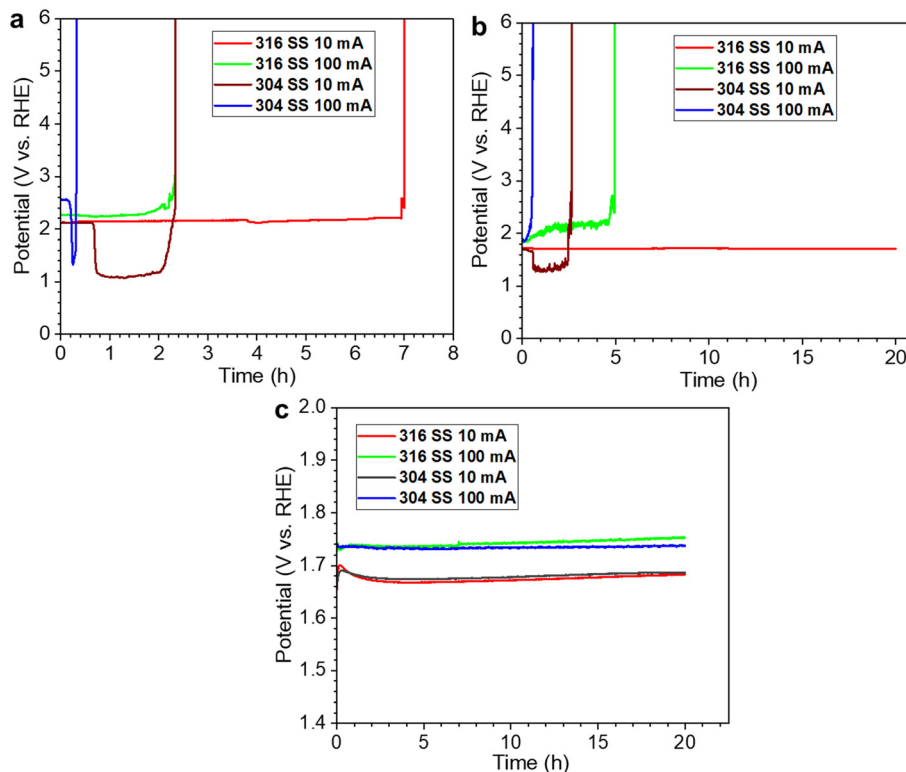 a
6
5
4
3
2
1
0
Potential (V vs. RHE)
316 SS 10 mA
316 SS 100 mA
304 SS 10 mA
304 SS 100 mA
0 1 2 3 4 5 6 7 8
Time (h)
b
6
5
4
3
2
1
0
Potential (V vs. RHE)
316 SS 10 mA
316 SS 100 mA
304 SS 10 mA
304 SS 100 mA
0 5 10 15 20
Time (h)
c
2.0
1.9
1.8
1.7
1.6
1.5
1.4
Potential (V vs. RHE)
316 SS 10 mA
316 SS 100 mA
304 SS 10 mA
304 SS 100 mA
0 5 10 15 20
Time (h)